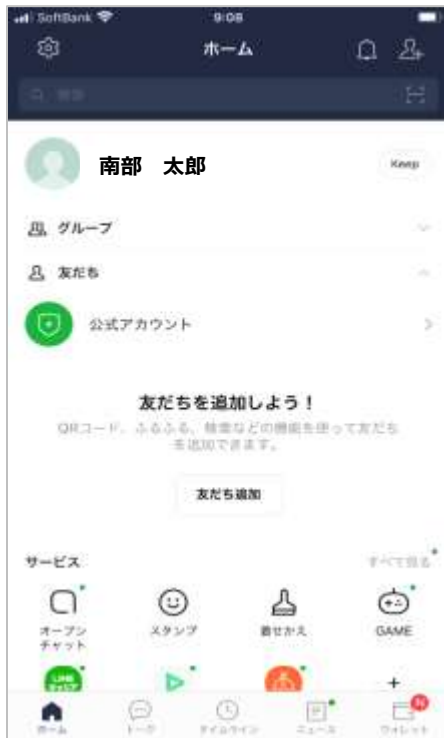 SoftBank 9:08
ホーム
検索
南部 太郎
Keep
グループ
友だち
公式アカウント
友だちを追加しよう！
QRコード、ふるふる、検索などの機能を使って友だち
を追加できます。
友だち追加
サービス
すべて見る
オープン
チャット
スタンプ
着せかえ
GAME
LINE
+
N
ホーム
トーク
タイムライン
ニュース
ウォレット